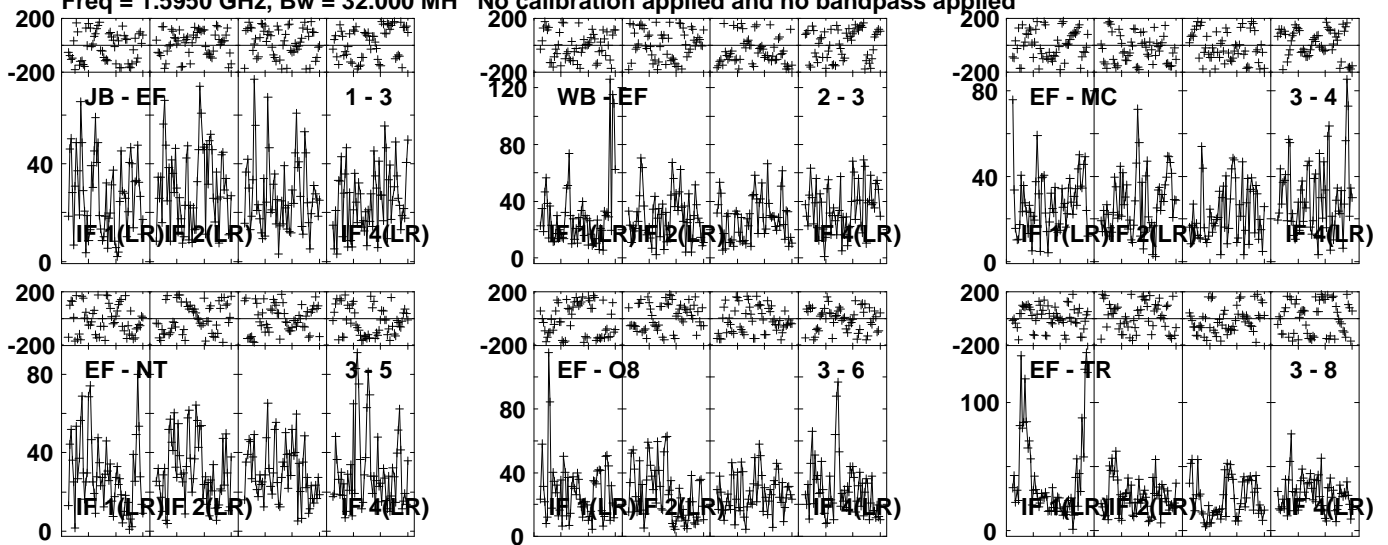 Freq = 1.5950 GHz, Bw = 32.000 MH No calibration applied and no bandpass applied
200
-200
JB - EF 1 - 3
40
0
IF 1(LR) IF 2(LR) IF 4(LR)
200
-200
120
WB - EF 2 - 3
80
40
0
IF 1(LR) IF 2(LR) IF 4(LR)
200
-200
80
EF - MC 3 - 4
40
0
IF 1(LR) IF 2(LR) IF 4(LR)
200
-200
80
EF - NT 3 - 5
40
0
IF 1(LR) IF 2(LR) IF 4(LR)
200
-200
EF - O8 3 - 6
80
40
0
IF 1(LR) IF 2(LR) IF 4(LR)
200
-200
EF - TR 3 - 8
100
0
IF 1(LR) IF 2(LR) IF 4(LR)